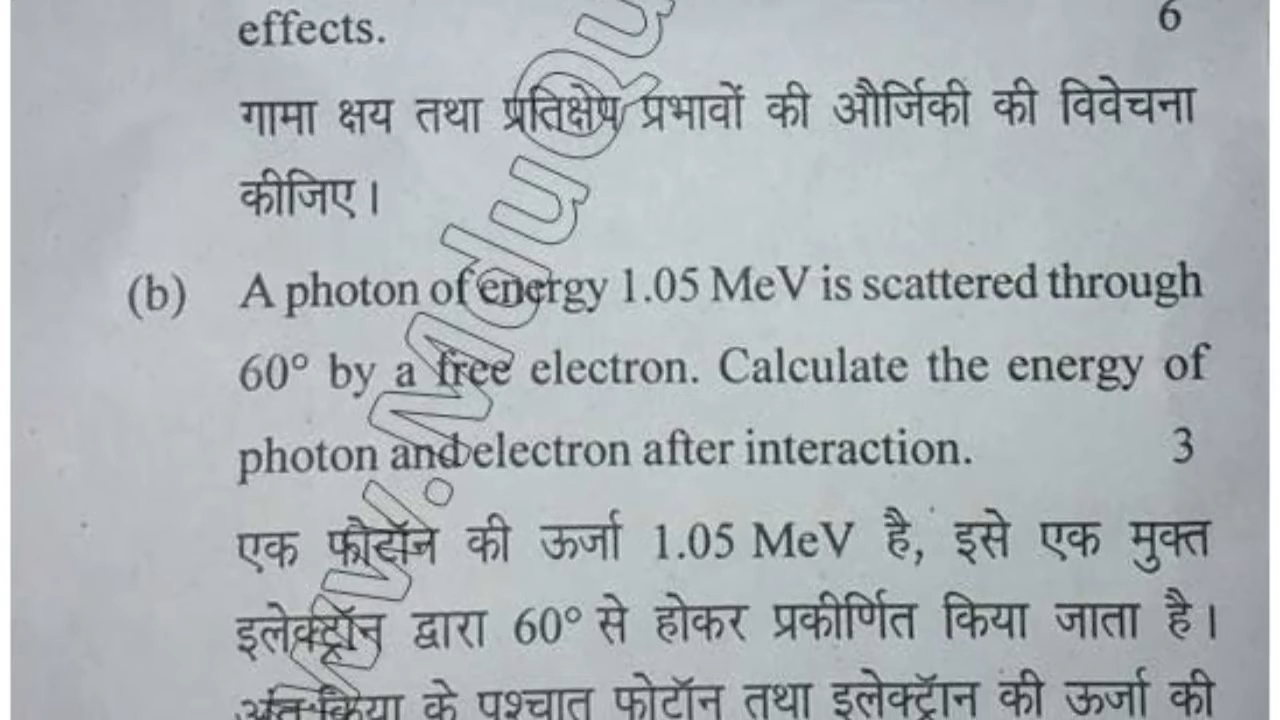 effects. 6
गामा क्षय तथा प्रतिक्षेप प्रभावों की और्जिकी की विवेचना
कीजिए।
(b) A photon of energy 1.05 MeV is scattered through
60° by a free electron. Calculate the energy of
photon and electron after interaction. 3
एक फोटॉन की ऊर्जा 1.05 MeV है, इसे एक मुक्त
इलेक्ट्रॉन द्वारा 60° से होकर प्रकीर्णित किया जाता है।
के पश्चात फोटॉन तथा इलेक्ट्रॉन की ऊर्जा की